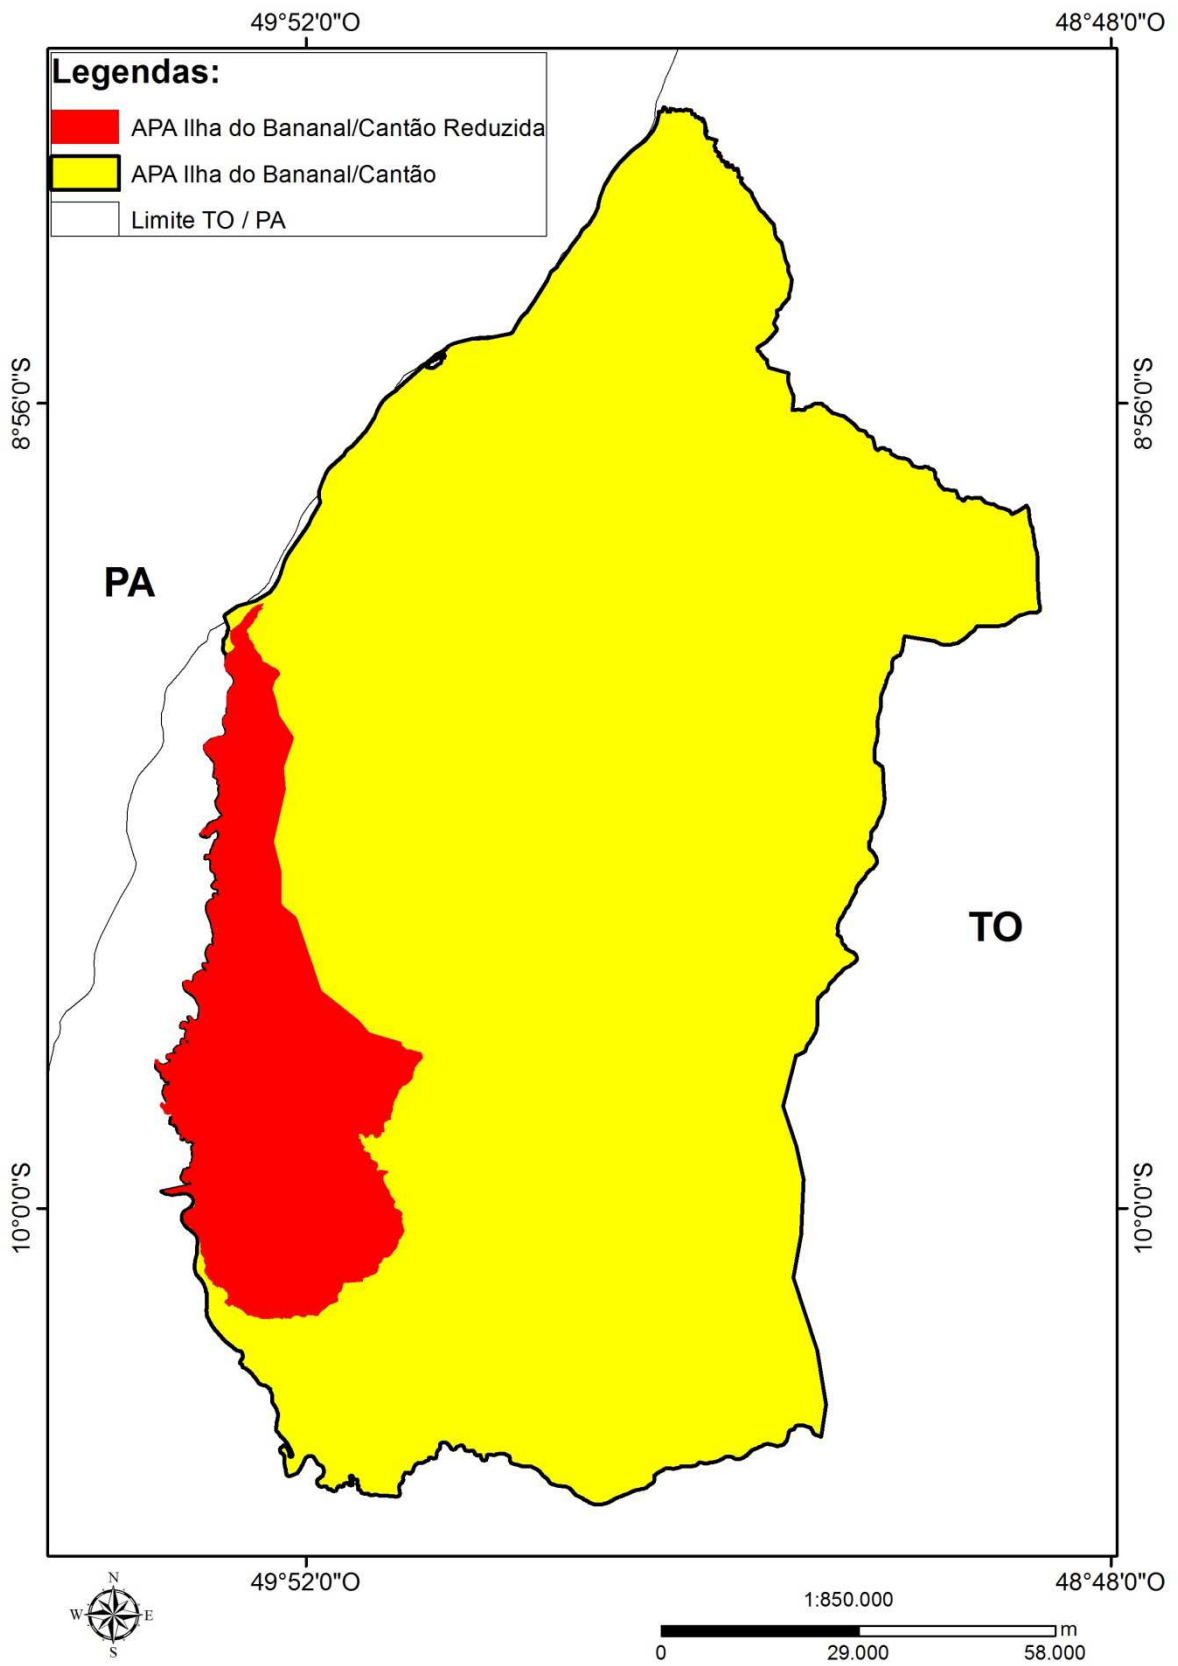 49°52'0"O 48°48'0"O
Legendas:
APA Ilha do Bananal/Cantão Reduzida
APA Ilha do Bananal/Cantão
Limite TO / PA
8°56'0"S 8°56'0"S
PA
TO
10°0'0"S 10°0'0"S
49°52'0"O 48°48'0"O
N
W E
S
1:850.000
m
0 29.000 58.000